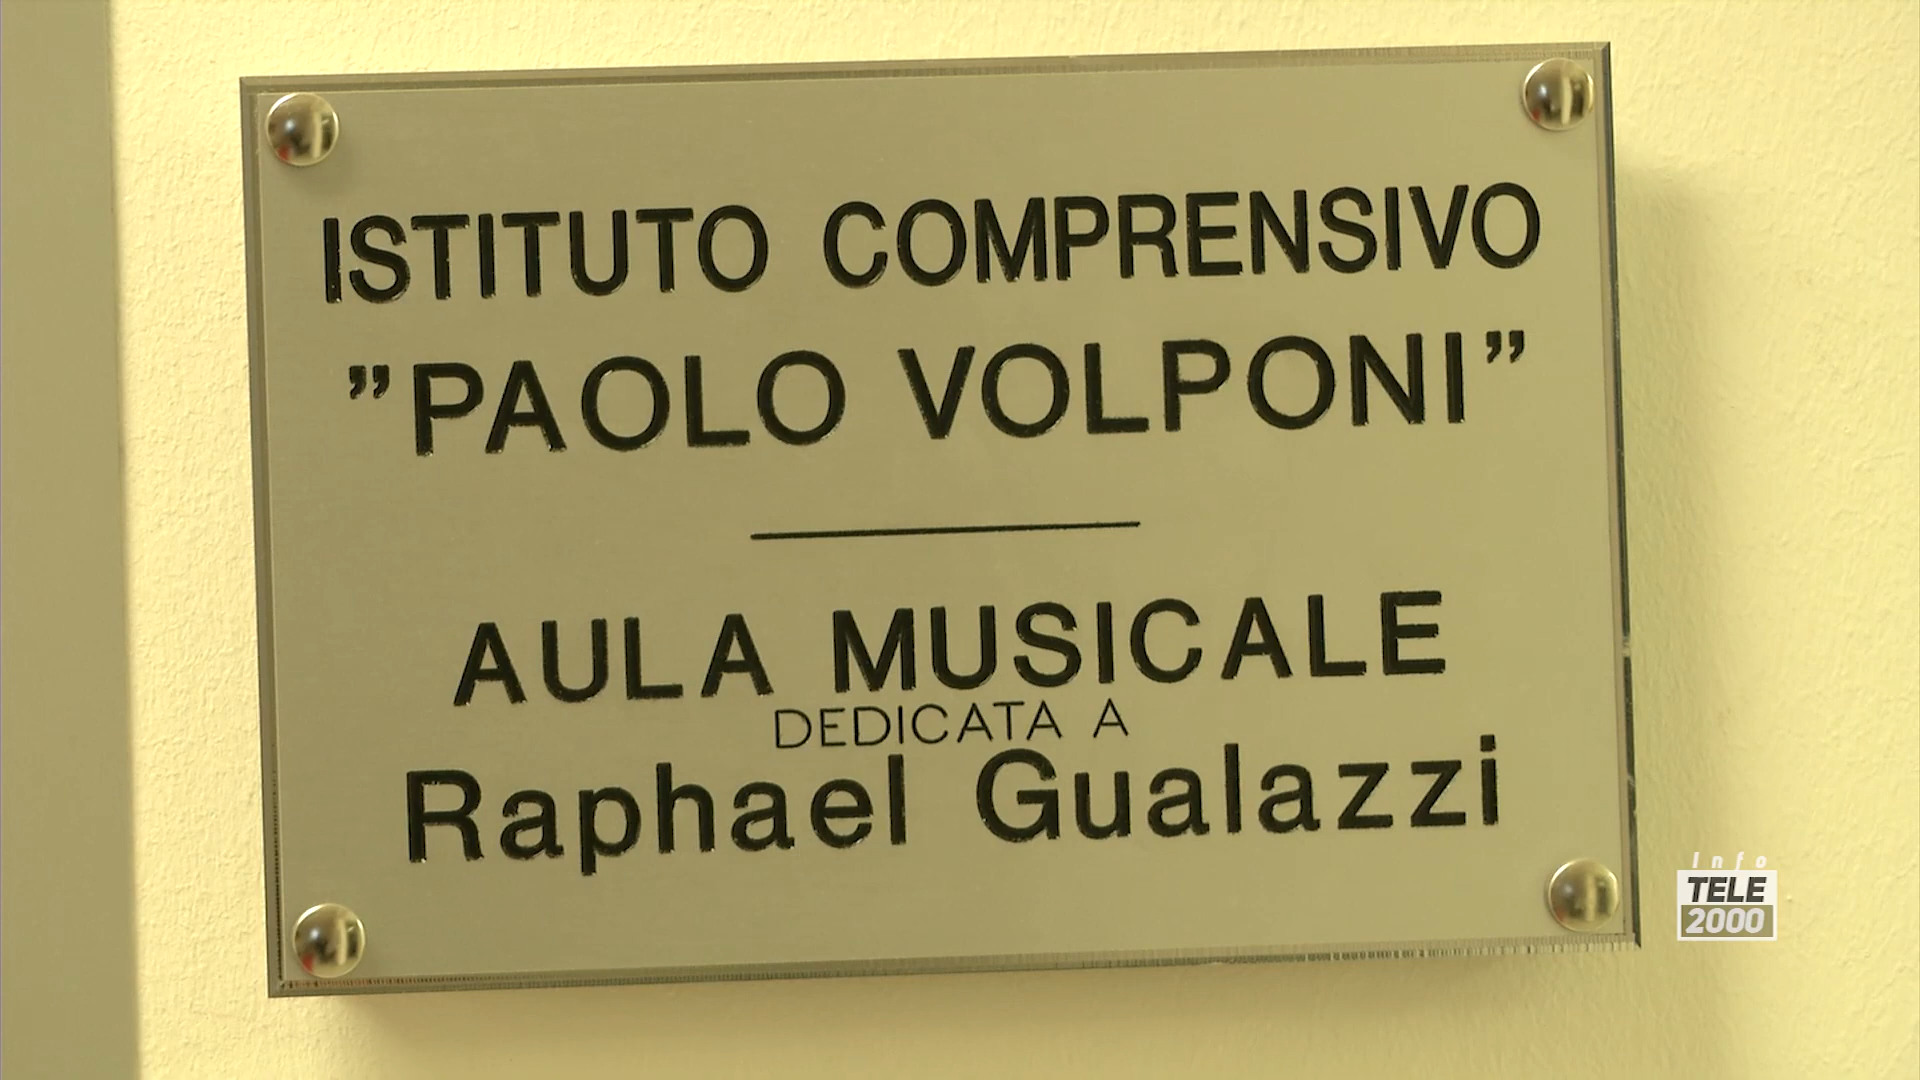 ISTITUTO COMPRENSIVO
”PAOLO VOLPONI”
AULA MUSICALE
DEDICATA A
Raphael Gualazzi
Info
TELE
2000